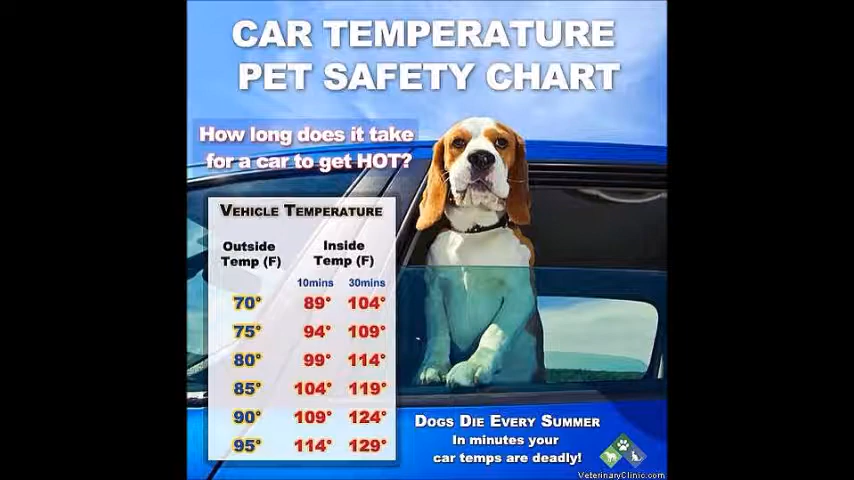 CAR TEMPERATURE
PET SAFETY CHART
How long does it take
for a car to get HOT?
VEHICLE TEMPERATURE
Outside Inside
Temp (F) Temp (F)
10mins 30mins
70° 89° 104°
75° 94° 109°
80° 99° 114°
85° 104° 119°
90° 109° 124°
95° 114° 129°
DOGS DIE EVERY SUMMER
In minutes your
car temps are deadly!
VeterinaryClinic.com